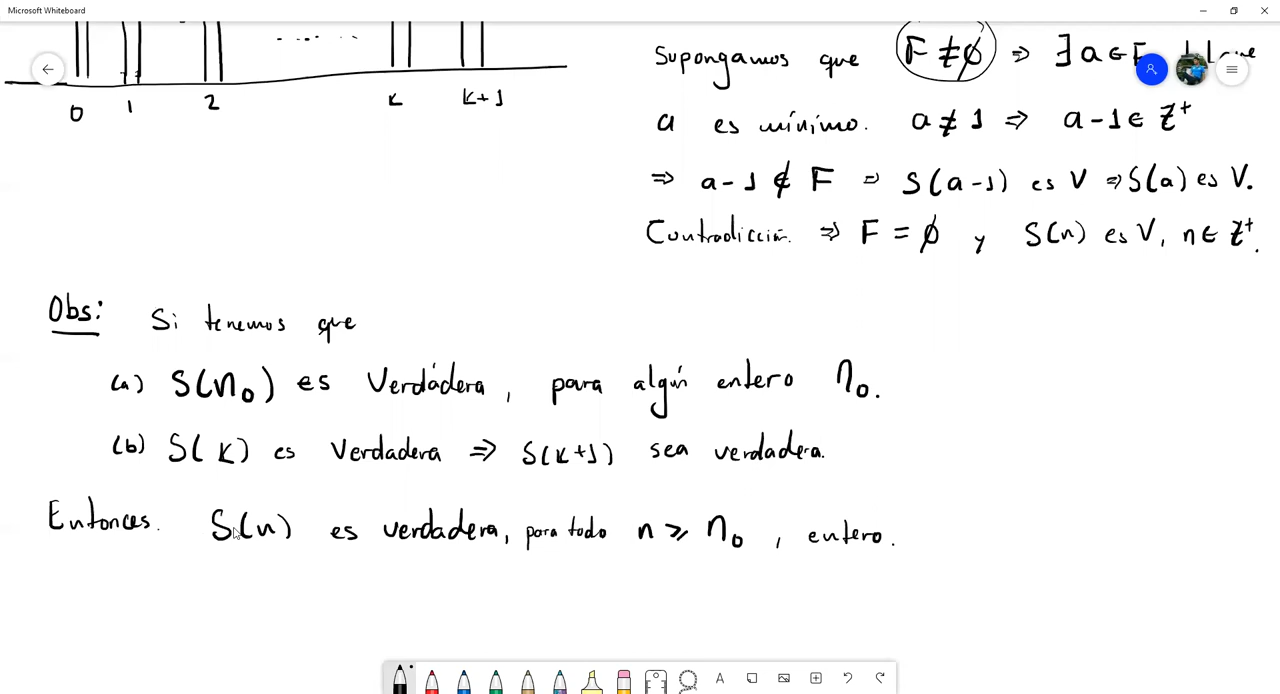 Microsoft Whiteboard
0 1 2 ...... k k+1
Supongamos que F ≠ ∅ ⇒ ∃ a ∈ F
a es mínimo. a ≠ 1 ⇒ a-1 ∈ Z⁺
⇒ a-1 ∉ F ⇒ S(a-1) es V ⇒ S(a) es V.
Contradicción. ⇒ F = ∅ y S(n) es V, n ∈ Z⁺.
Obs: Si tenemos que
(a) S(n₀) es Verdadera, para algún entero n₀.
(b) S(k) es Verdadera ⇒ S(k+1) sea verdadera.
Entonces. S(n) es verdadera, para todo n ≥ n₀, entero.